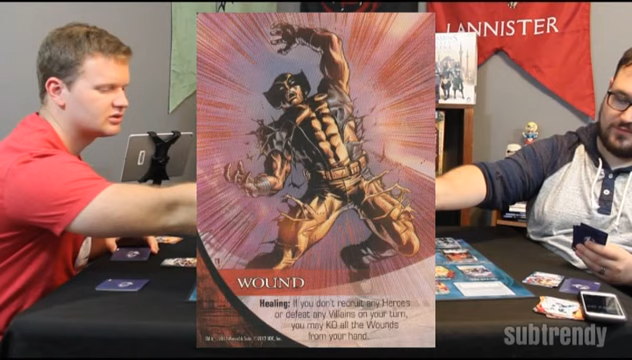 LANNISTER
WOUND
Healing: If you don't recruit any Heroes
or defeat any Villains on your turn,
you may KO all the Wounds
from your hand.
subtrendy